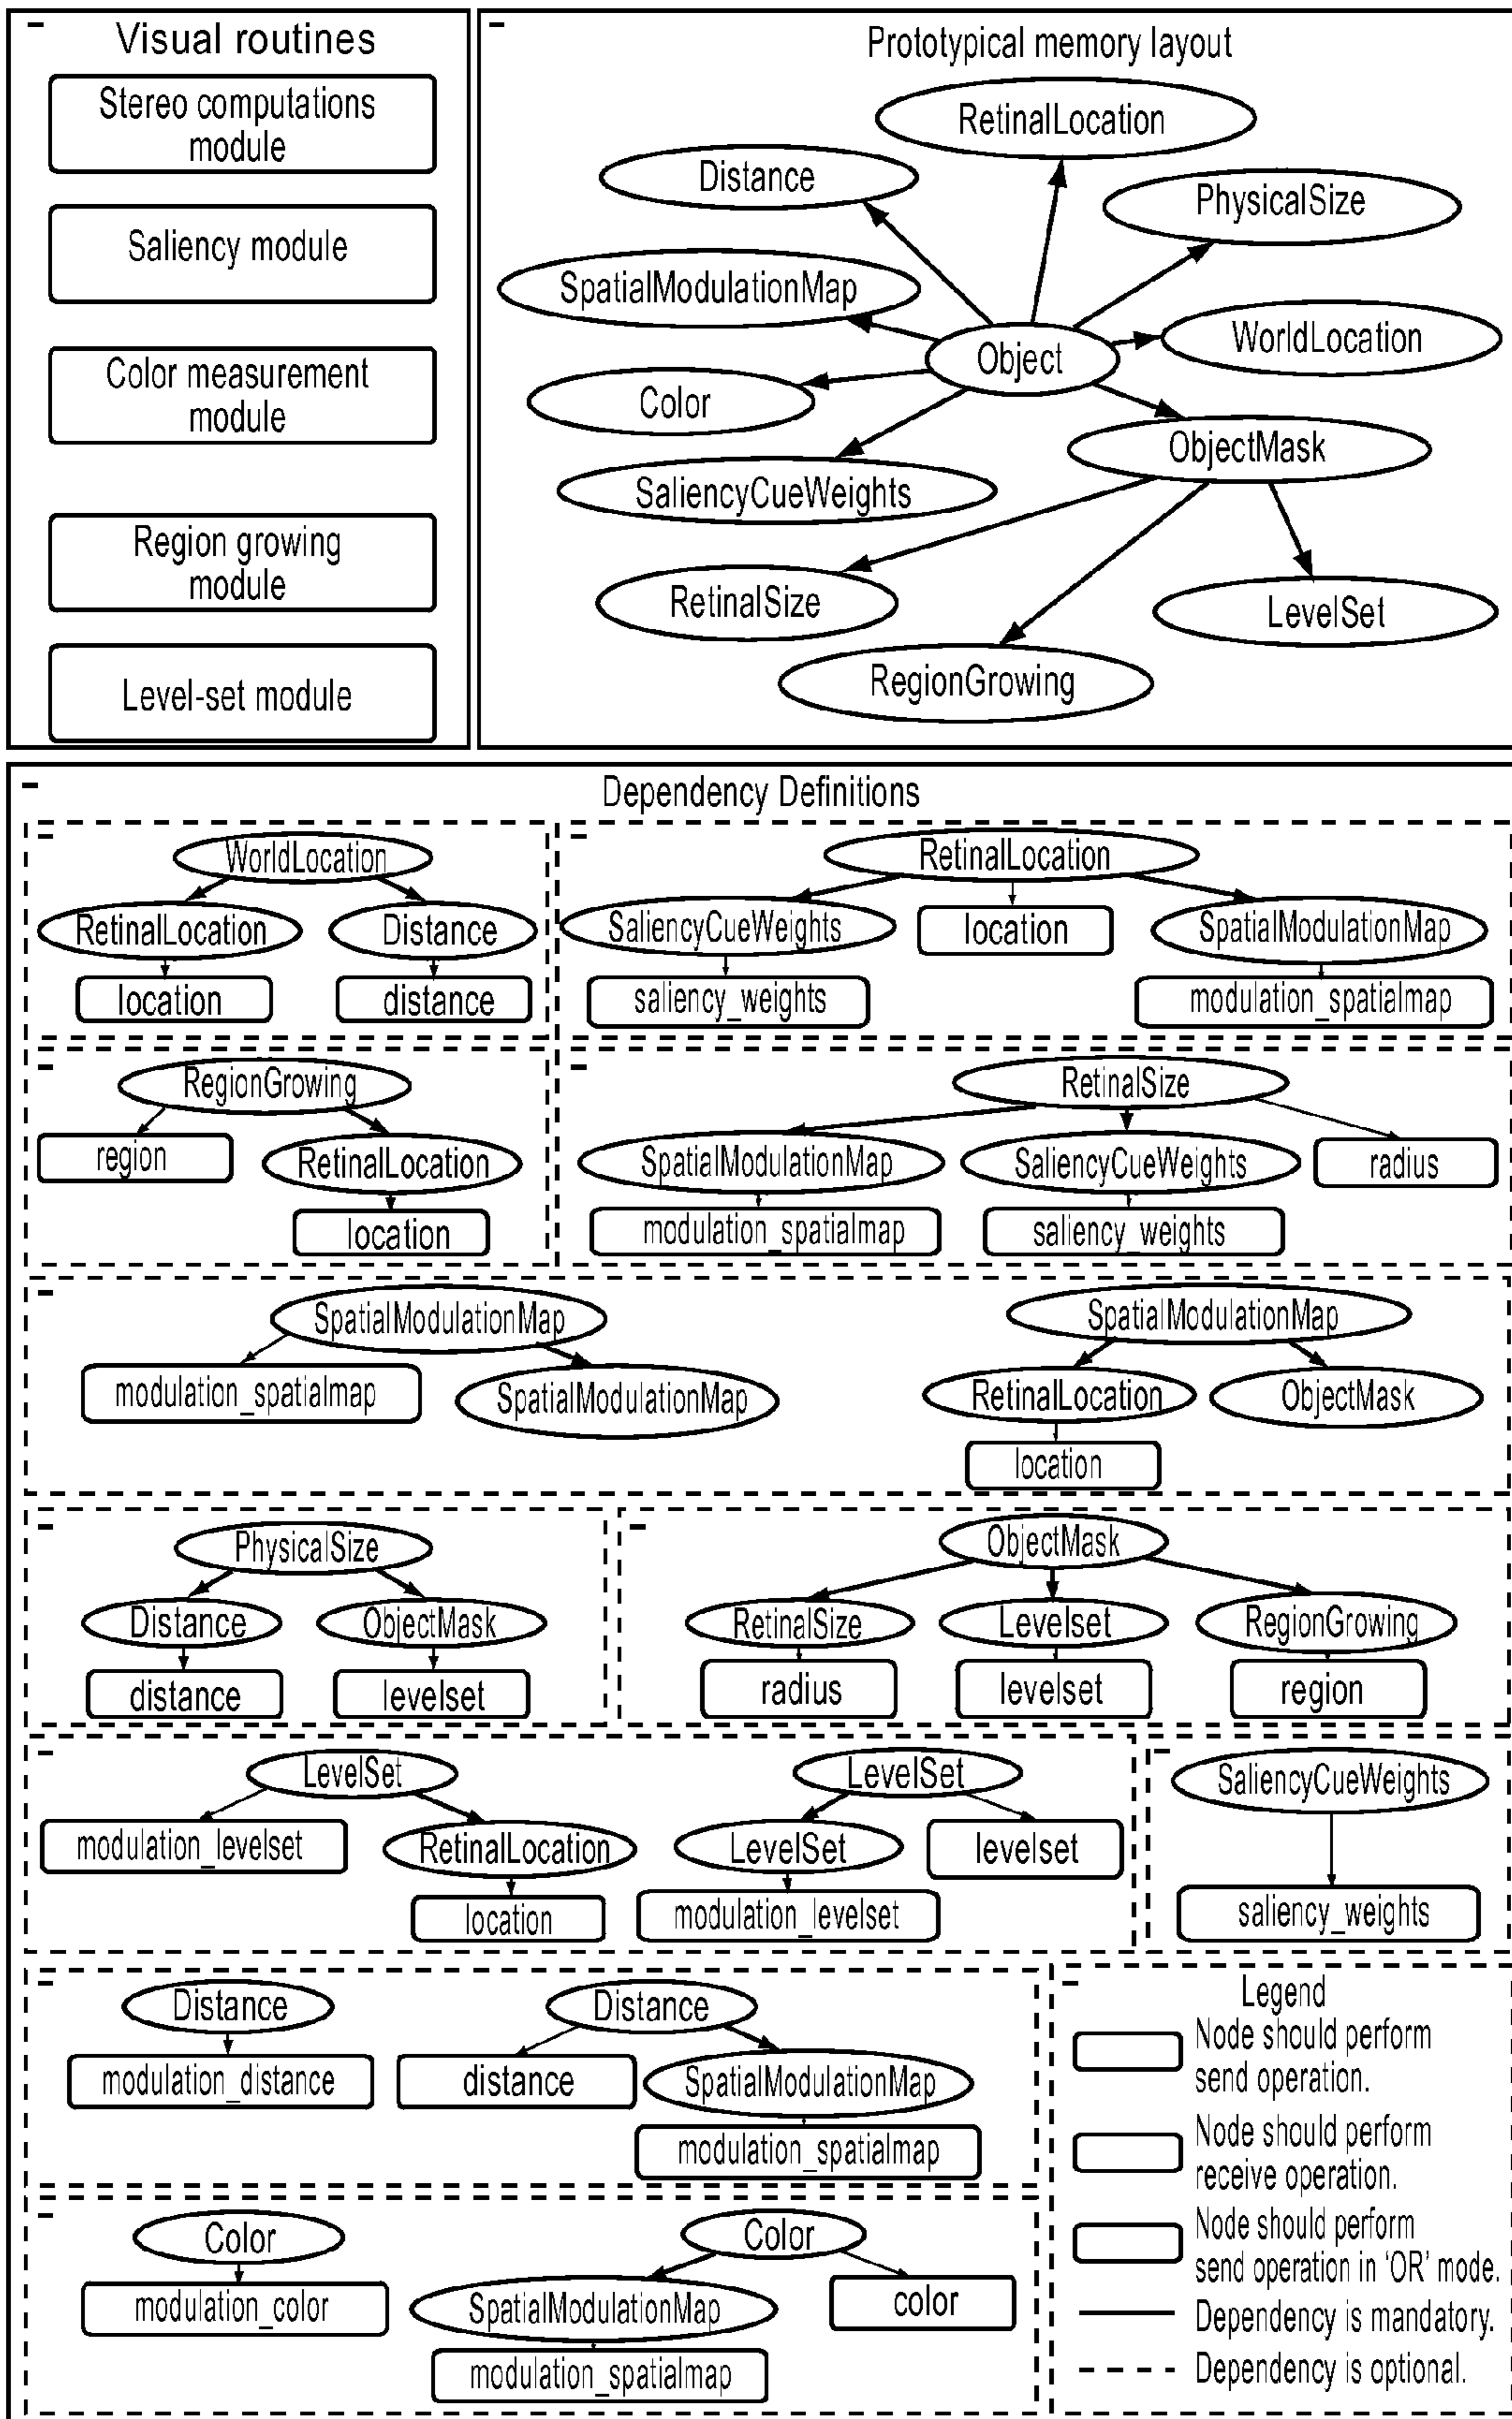 Visual routines
Stereo computations
module
Saliency module
Color measurement
module
Region growing
module
Level-set module
Prototypical memory layout
RetinalLocation
Distance
PhysicalSize
SpatialModulationMap
WorldLocation
Object
Color
ObjectMask
SaliencyCueWeights
RetinalSize
LevelSet
RegionGrowing
Dependency Definitions
WorldLocation
RetinalLocation
Distance
location
distance
RetinalLocation
SaliencyCueWeights
location
SpatialModulationMap
saliency_weights
modulation_spatialmap
RegionGrowing
region
RetinalLocation
location
RetinalSize
SpatialModulationMap
SaliencyCueWeights
radius
modulation_spatialmap
saliency_weights
SpatialModulationMap
modulation_spatialmap
SpatialModulationMap
SpatialModulationMap
RetinalLocation
ObjectMask
location
PhysicalSize
Distance
ObjectMask
distance
levelset
ObjectMask
RetinalSize
Levelset
RegionGrowing
radius
levelset
region
LevelSet
modulation_levelset
RetinalLocation
location
LevelSet
LevelSet
levelset
modulation_levelset
SaliencyCueWeights
saliency_weights
Distance
modulation_distance
Distance
distance
SpatialModulationMap
modulation_spatialmap
Color
modulation_color
Color
SpatialModulationMap
color
modulation_spatialmap
Legend
Node should perform
send operation.
Node should perform
receive operation.
Node should perform
send operation in 'OR' mode.
Dependency is mandatory.
Dependency is optional.